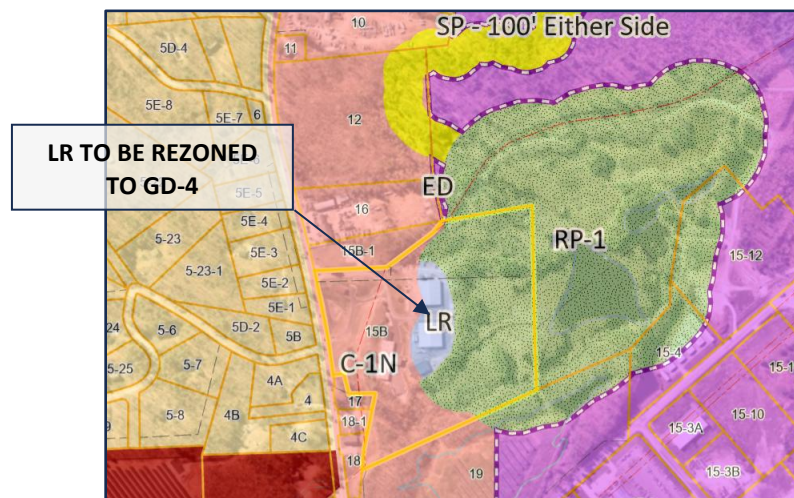 10
SP - 100' Either Side
5D-4
11
5E-8
5E-7
6
12
LR TO BE REZONED
TO GD-4
5E-5
16
ED
5E-4
5-23
15B-1
RP-1
5E-3
15-12
5-23-1
5E-2
5E-1
LR
24
5-6
5D-2
5B
15B
15-4
C-1N
5-25
5-7
4A
15-1
17
4
5-8
4B
18-1
15-10
15-3A
4C
18
19
15-3B